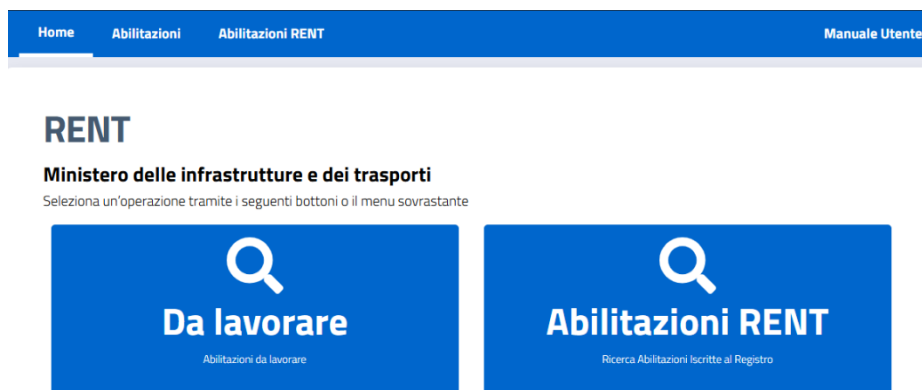 Home Abilitazioni Abilitazioni RENT Manuale Utente
RENT
Ministero delle infrastrutture e dei trasporti
Seleziona un'operazione tramite i seguenti bottoni o il menu sovrastante
Da lavorare
Abilitazioni da lavorare
Abilitazioni RENT
Ricerca Abilitazioni Iscritte al Registro